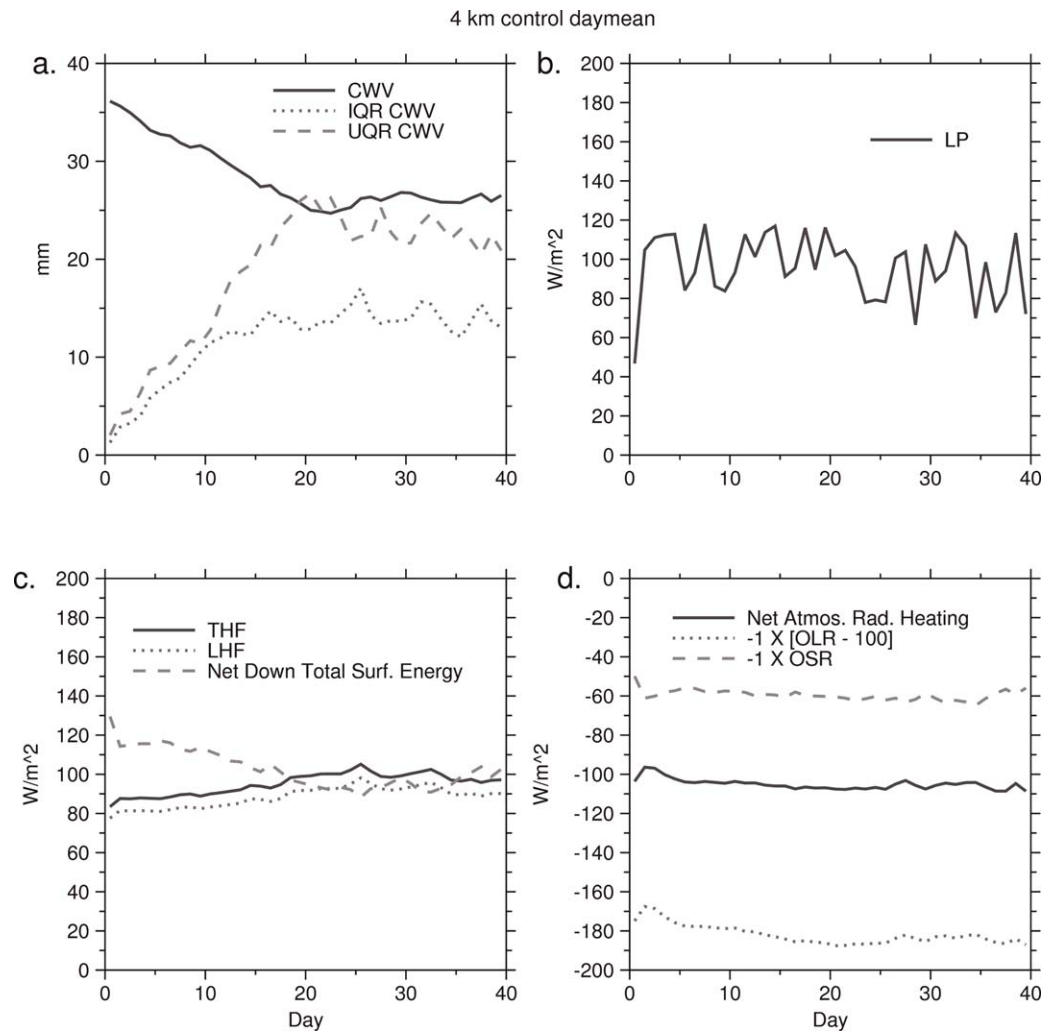 4 km control daymean
a.
40
30
20
10
0
mm
CWV
IQR CWV
UQR CWV
0 10 20 30 40
b.
200
180
160
140
120
100
80
60
40
20
0
W/m^2
LP
0 10 20 30 40
c.
200
180
160
140
120
100
80
60
40
20
0
W/m^2
THF
LHF
Net Down Total Surf. Energy
0 10 20 30 40
Day
d.
0
-20
-40
-60
-80
-100
-120
-140
-160
-180
-200
W/m^2
Net Atmos. Rad. Heating
-1 X [OLR - 100]
-1 X OSR
0 10 20 30 40
Day